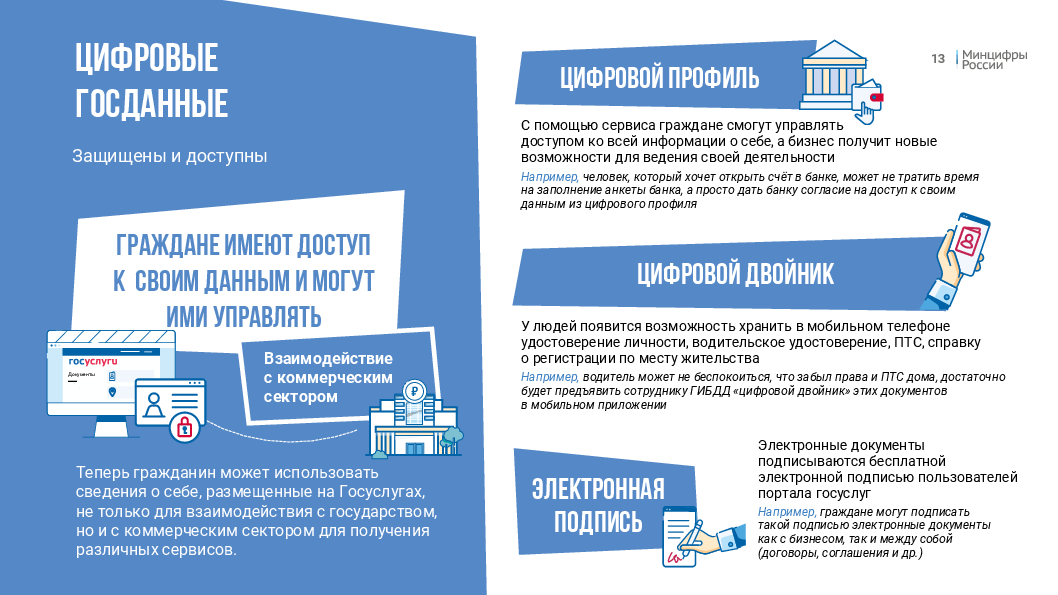 ЦИФРОВЫЕ
ГОСДАННЫЕ
Защищены и доступны
ГРАЖДАНЕ ИМЕЮТ ДОСТУП
К СВОИМ ДАННЫМ И МОГУТ
ИМИ УПРАВЛЯТЬ
госуслуги
Документы
Взаимодействие
с коммерческим
сектором
₽
Теперь гражданин может использовать
сведения о себе, размещенные на Госуслугах,
не только для взаимодействия с государством,
но и с коммерческим сектором для получения
различных сервисов.
13
Минцифры
России
ЦИФРОВОЙ ПРОФИЛЬ
С помощью сервиса граждане смогут управлять
доступом ко всей информации о себе, а бизнес получит новые
возможности для ведения своей деятельности
Например, человек, который хочет открыть счёт в банке, может не тратить время
на заполнение анкеты банка, а просто дать банку согласие на доступ к своим
данным из цифрового профиля
ЦИФРОВОЙ ДВОЙНИК
У людей появится возможность хранить в мобильном телефоне
удостоверение личности, водительское удостоверение, ПТС, справку
о регистрации по месту жительства
Например, водитель может не беспокоиться, что забыл права и ПТС дома, достаточно
будет предъявить сотруднику ГИБДД «цифровой двойник» этих документов
в мобильном приложении
ЭЛЕКТРОННАЯ
ПОДПИСЬ
Электронные документы
подписываются бесплатной
электронной подписью пользователей
портала госуслуг
Например, граждане могут подписать
такой подписью электронные документы
как с бизнесом, так и между собой
(договоры, соглашения и др.)